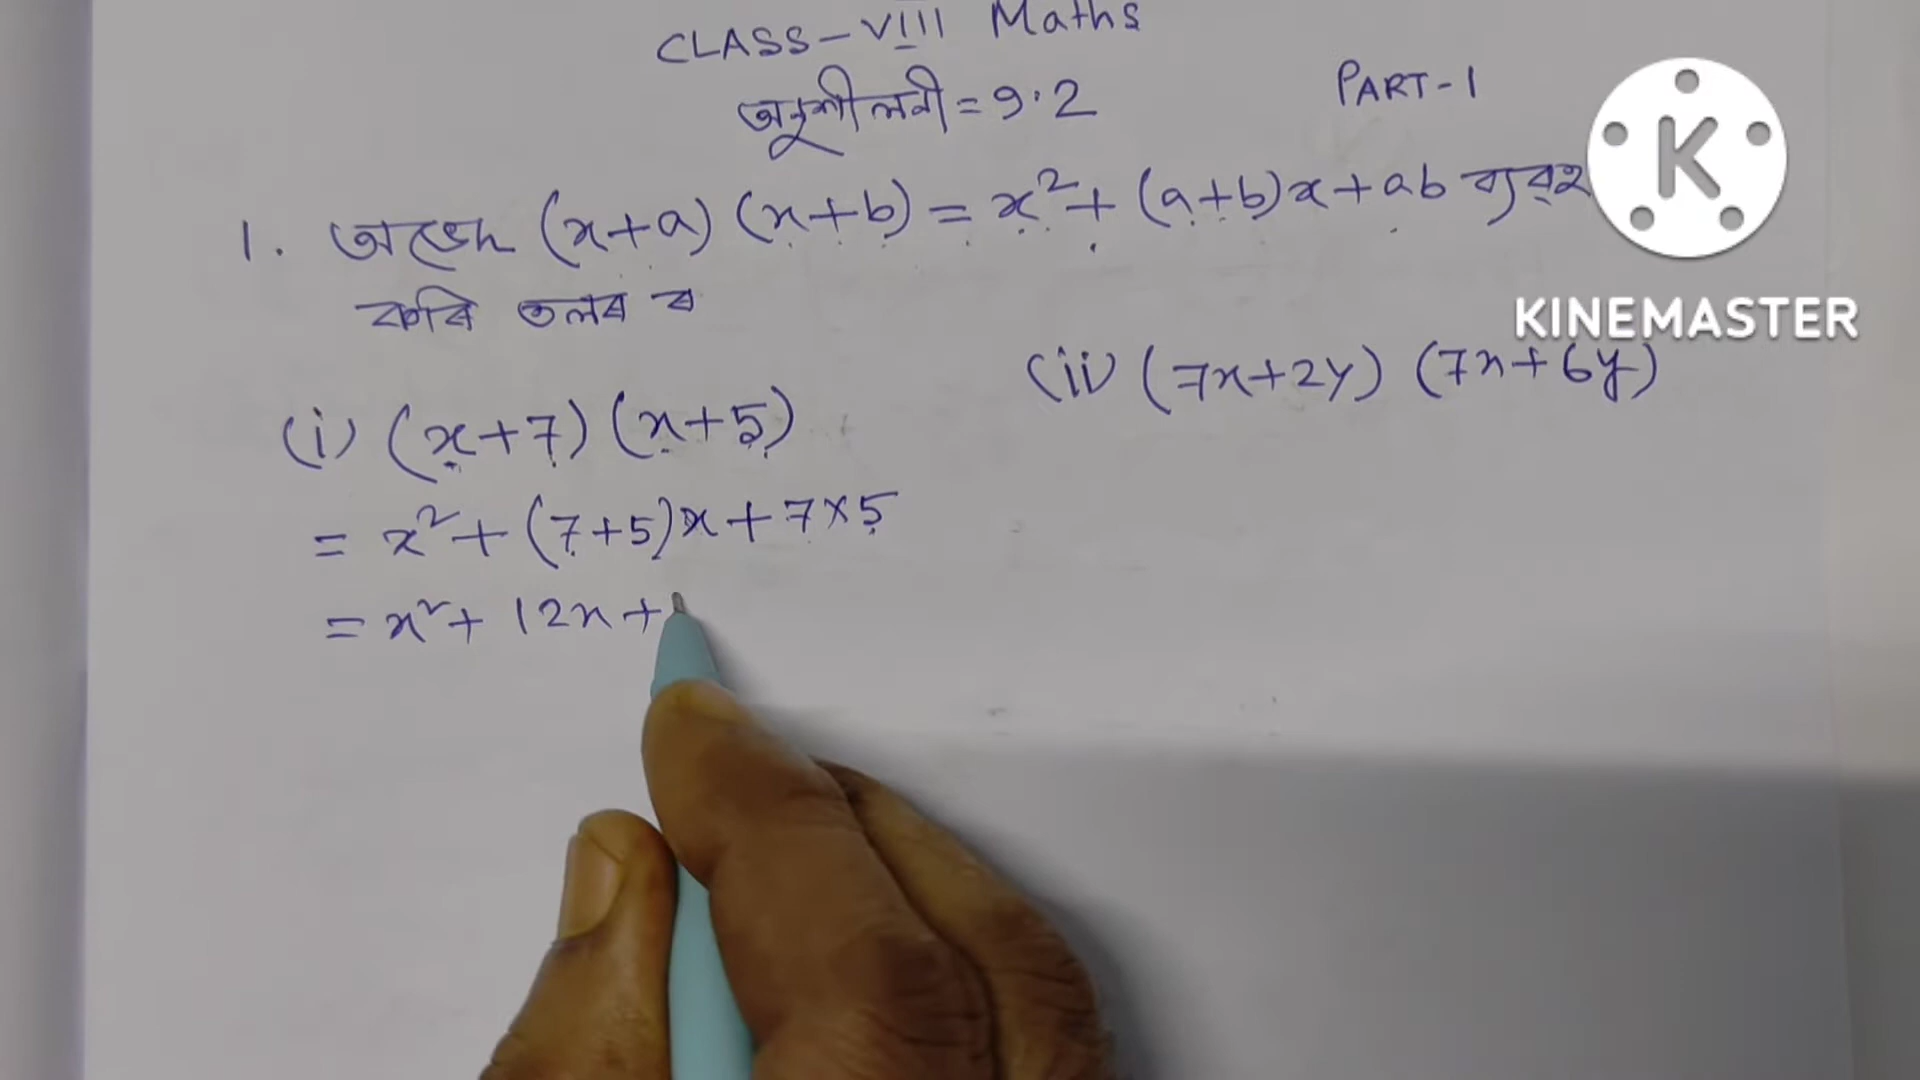 CLASS – VIII Maths
অনুশীলনী = 9.2
PART - 1
1. অভেদ (x+a) (x+b) = x² + (a+b)x + ab ব্যৱহ
কৰি তলৰ ৰ
(i) (x+7) (x+5)
= x² + (7+5)x + 7×5
= x² + 12x +
(ii) (7x+2y) (7x+6y)
K
KINEMASTER